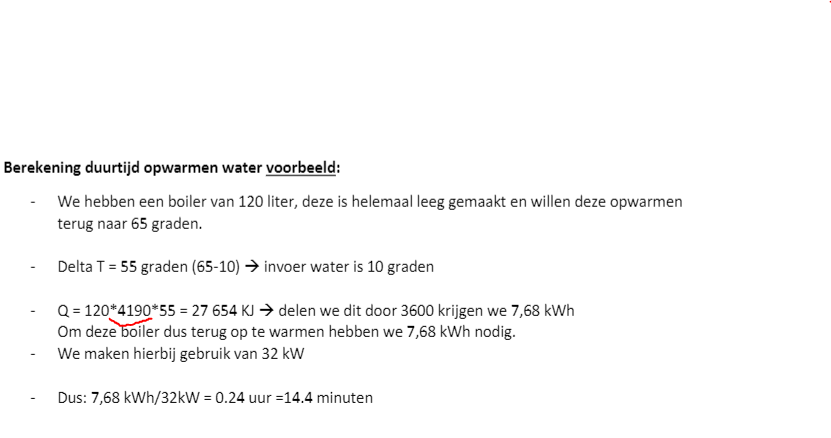 Berekening duurtijd opwarmen water voorbeeld:
- We hebben een boiler van 120 liter, deze is helemaal leeg gemaakt en willen deze opwarmen
terug naar 65 graden.
- Delta T = 55 graden (65-10) → invoer water is 10 graden
- Q = 120*4190*55 = 27 654 KJ → delen we dit door 3600 krijgen we 7,68 kWh
Om deze boiler dus terug op te warmen hebben we 7,68 kWh nodig.
- We maken hierbij gebruik van 32 kW
- Dus: 7,68 kWh/32kW = 0.24 uur =14.4 minuten